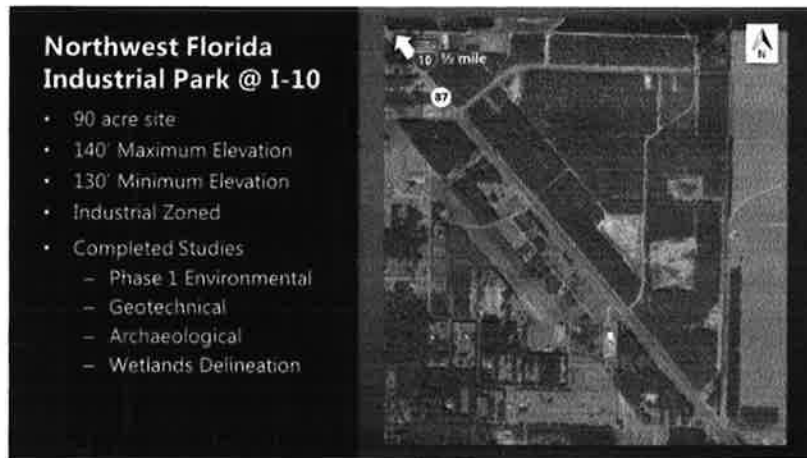 Northwest Florida
Industrial Park @ I-10
• 90 acre site
• 140' Maximum Elevation
• 130' Minimum Elevation
• Industrial Zoned
• Completed Studies
– Phase 1 Environmental
– Geotechnical
– Archaeological
– Wetlands Delineation
10 ½ mile
87
N